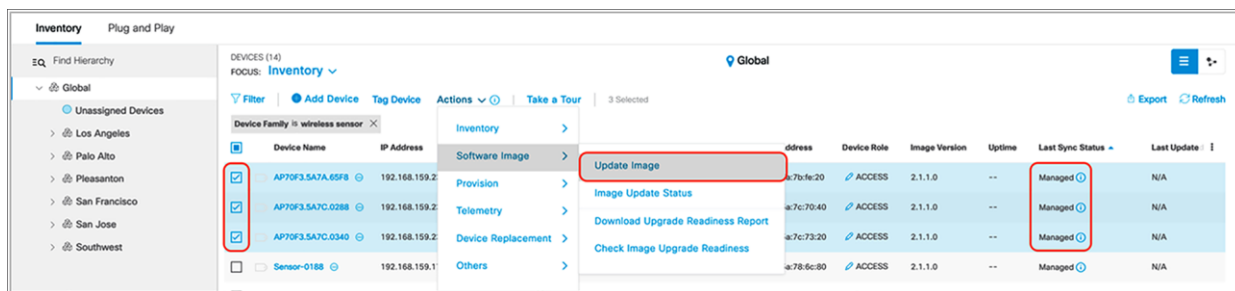 Inventory Plug and Play
Find Hierarchy
Global
Unassigned Devices
Los Angeles
Palo Alto
Pleasanton
San Francisco
San Jose
Southwest
DEVICES (14)
FOCUS: Inventory
Global
Filter Add Device Tag Device Actions Take a Tour 3 Selected Export Refresh
Device Family is wireless sensor
Device Name IP Address ddress Device Role Image Version Uptime Last Sync Status Last Update
AP70F3.5A7A.65F8 192.168.159.2 a:7b:fe:20 ACCESS 2.1.1.0 -- Managed N/A
AP70F3.5A7C.0288 192.168.159.2 a:7c:70:40 ACCESS 2.1.1.0 -- Managed N/A
AP70F3.5A7C.0340 192.168.159.2 a:7c:73:20 ACCESS 2.1.1.0 -- Managed N/A
Sensor-0188 192.168.159.1 a:78:6c:80 ACCESS 2.1.1.0 -- Managed N/A
Inventory
Software Image
Provision
Telemetry
Device Replacement
Others
Update Image
Image Update Status
Download Upgrade Readiness Report
Check Image Upgrade Readiness